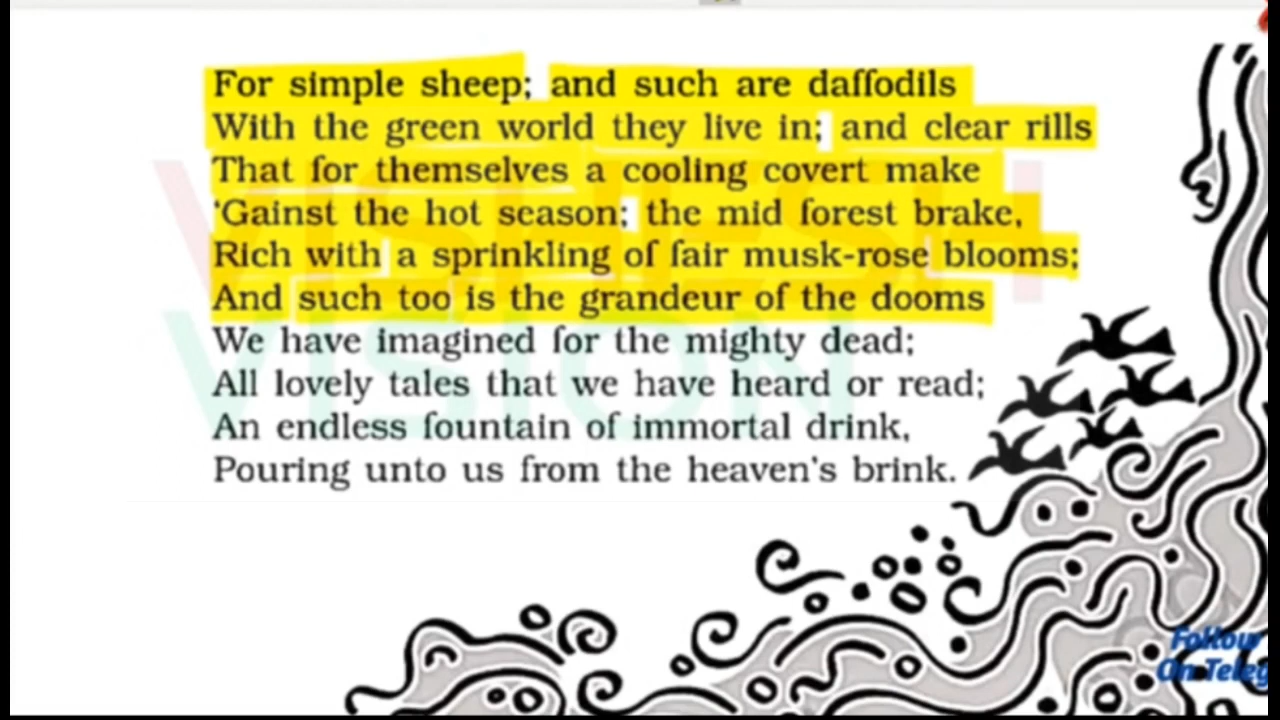 For simple sheep; and such are daffodils
With the green world they live in; and clear rills
That for themselves a cooling covert make
‘Gainst the hot season; the mid forest brake,
Rich with a sprinkling of fair musk-rose blooms;
And such too is the grandeur of the dooms
We have imagined for the mighty dead;
All lovely tales that we have heard or read;
An endless fountain of immortal drink,
Pouring unto us from the heaven’s brink.
VISION
Follow
On Teleg